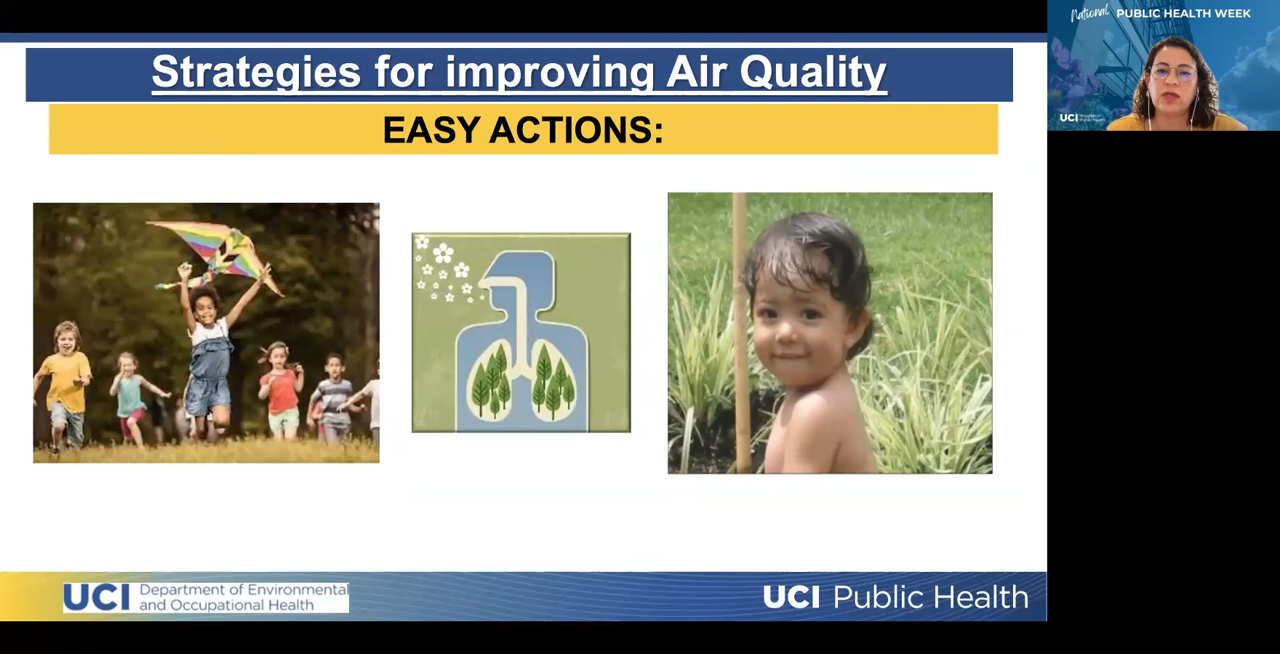 Strategies for improving Air Quality
EASY ACTIONS:
National PUBLIC HEALTH WEEK
UCI
UCI Department of Environmental
and Occupational Health
UCI Public Health